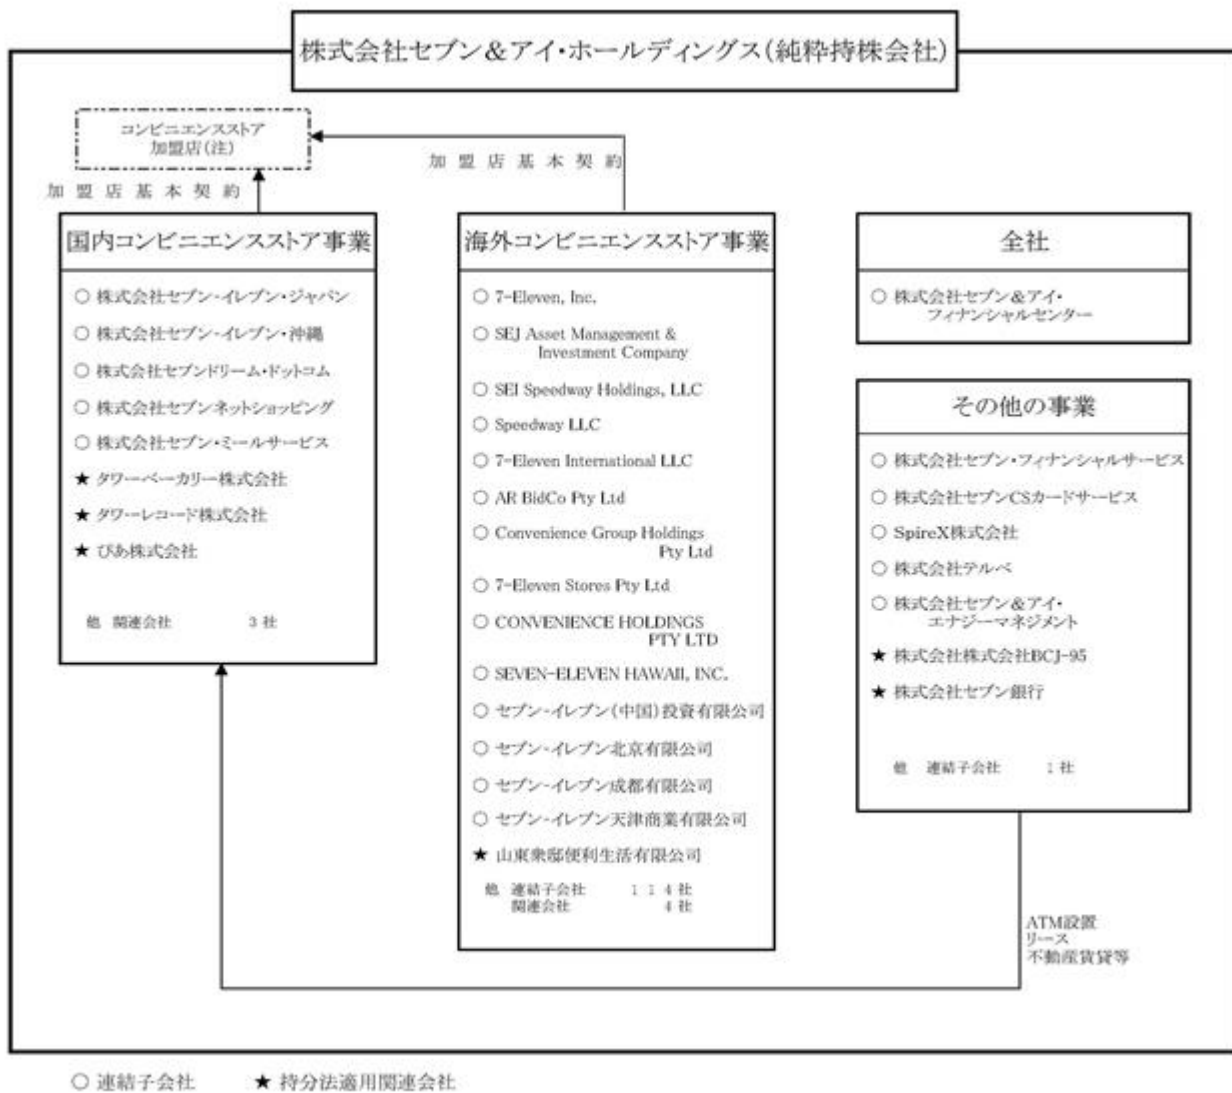 株式会社セブン&アイ・ホールディングス(純粋持株会社)
コンビニエンスストア
加盟店(注)
加盟店基本契約
加盟店基本契約
国内コンビニエンスストア事業
○ 株式会社セブン-イレブン・ジャパン
○ 株式会社セブン-イレブン・沖縄
○ 株式会社セブンドリーム・ドットコム
○ 株式会社セブンネットショッピング
○ 株式会社セブン・ミールサービス
★ タワーベーカリー株式会社
★ タワーレコード株式会社
★ ぴあ株式会社
他 関連会社 3社
海外コンビニエンスストア事業
○ 7-Eleven, Inc.
○ SEJ Asset Management &
Investment Company
○ SEI Speedway Holdings, LLC
○ Speedway LLC
○ 7-Eleven International LLC
○ AR BidCo Pty Ltd
○ Convenience Group Holdings
Pty Ltd
○ 7-Eleven Stores Pty Ltd
○ CONVENIENCE HOLDINGS
PTY LTD
○ SEVEN-ELEVEN HAWAII, INC.
○ セブン-イレブン(中国)投資有限公司
○ セブン-イレブン北京有限公司
○ セブン-イレブン成都有限公司
○ セブン-イレブン天津商業有限公司
★ 山東衆邸便利生活有限公司
他 連結子会社 114社
関連会社 4社
全社
○ 株式会社セブン&アイ・
フィナンシャルセンター
その他の事業
○ 株式会社セブン・フィナンシャルサービス
○ 株式会社セブンCSカードサービス
○ SpireX株式会社
○ 株式会社テルベ
○ 株式会社セブン&アイ・
エナジーマネジメント
★ 株式会社株式会社BCJ-95
★ 株式会社セブン銀行
他 連結子会社 1社
ATM設置
リース
不動産賃貸等
○ 連結子会社 ★ 持分法適用関連会社